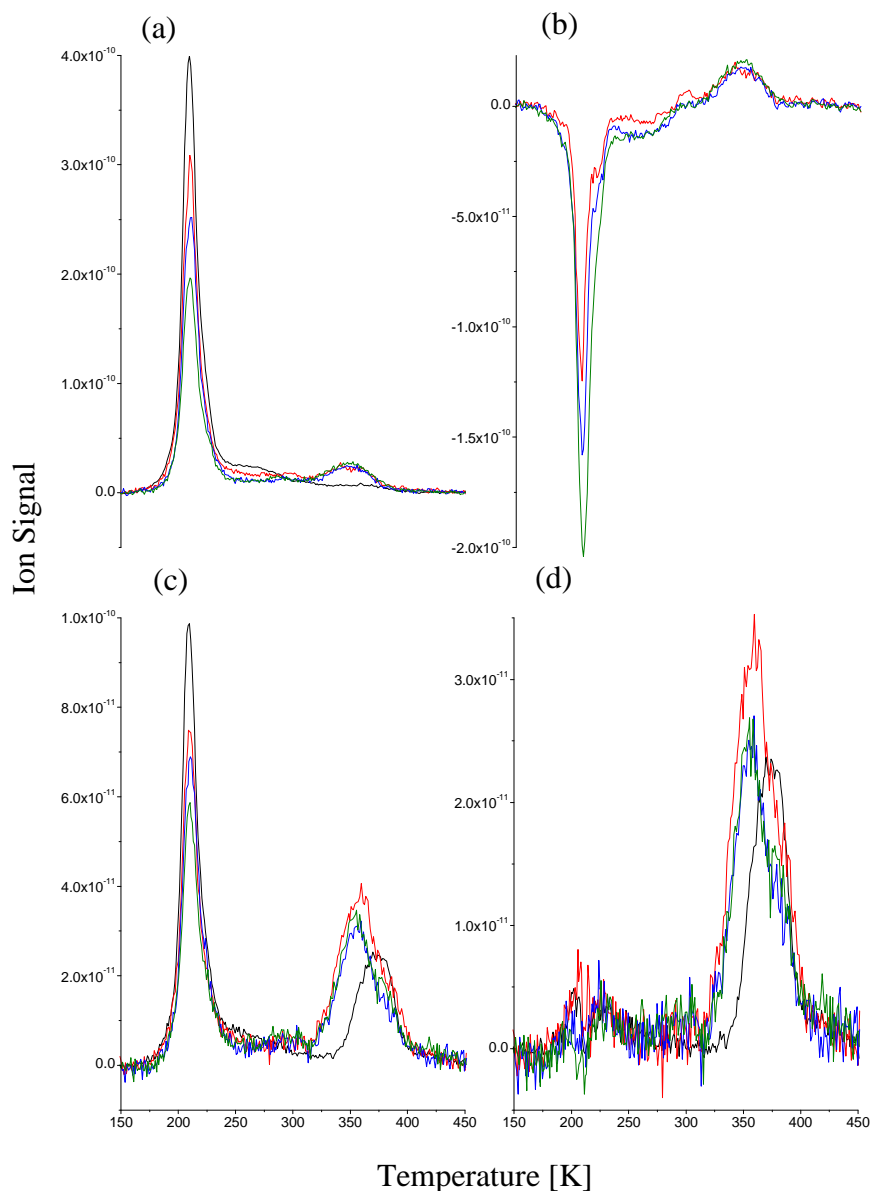 (a)
(b)
4.0x10⁻¹⁰
3.0x10⁻¹⁰
2.0x10⁻¹⁰
1.0x10⁻¹⁰
0.0
0.0
-5.0x10⁻¹¹
-1.0x10⁻¹⁰
-1.5x10⁻¹⁰
-2.0x10⁻¹⁰
Ion Signal
(c)
(d)
1.0x10⁻¹⁰
8.0x10⁻¹¹
6.0x10⁻¹¹
4.0x10⁻¹¹
2.0x10⁻¹¹
0.0
3.0x10⁻¹¹
2.0x10⁻¹¹
1.0x10⁻¹¹
0.0
150 200 250 300 350 400 450
150 200 250 300 350 400 450
Temperature [K]